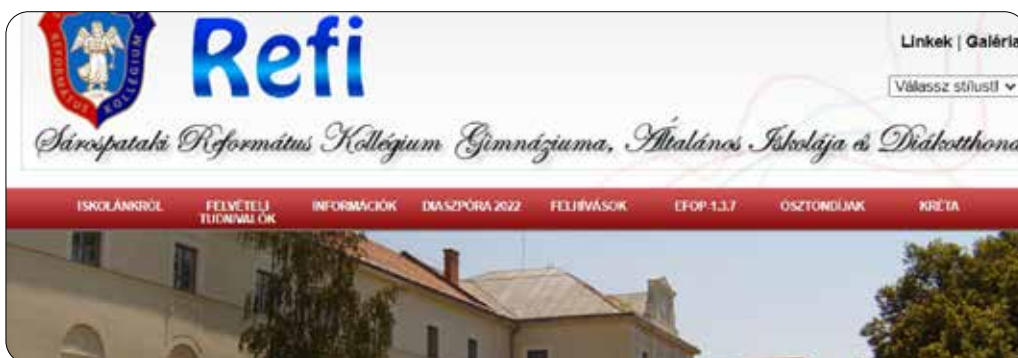 REFORMÁTUS KOLLÉGIUM
Refi
Linkek | Galéria
Válassz stílust!
Sárospataki Református Kollégium Gimnáziuma, Általános Iskolája és Diákotthona
ISKOLÁNKRÓL FELVÉTELI TUDNIVALÓK INFORMÁCIÓK DIASZPÓRA 2022 FELHÍVÁSOK EFOP-1.3.7 ÖSZTÖNDÍJAK KRÉTA